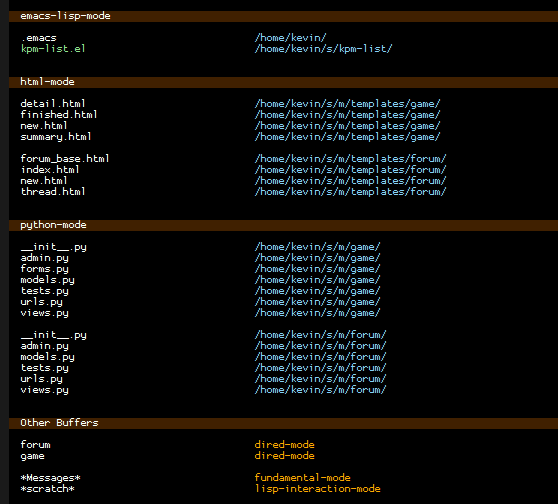 emacs-lisp-mode
.emacs /home/kevin/
kpm-list.el /home/kevin/s/kpm-list/
html-mode
detail.html /home/kevin/s/m/templates/game/
finished.html /home/kevin/s/m/templates/game/
new.html /home/kevin/s/m/templates/game/
summary.html /home/kevin/s/m/templates/game/
forum_base.html /home/kevin/s/m/templates/forum/
index.html /home/kevin/s/m/templates/forum/
new.html /home/kevin/s/m/templates/forum/
thread.html /home/kevin/s/m/templates/forum/
python-mode
__init__.py /home/kevin/s/m/game/
admin.py /home/kevin/s/m/game/
forms.py /home/kevin/s/m/game/
models.py /home/kevin/s/m/game/
tests.py /home/kevin/s/m/game/
urls.py /home/kevin/s/m/game/
views.py /home/kevin/s/m/game/
__init__.py /home/kevin/s/m/forum/
admin.py /home/kevin/s/m/forum/
models.py /home/kevin/s/m/forum/
tests.py /home/kevin/s/m/forum/
urls.py /home/kevin/s/m/forum/
views.py /home/kevin/s/m/forum/
Other Buffers
forum dired-mode
game dired-mode
*Messages* fundamental-mode
*scratch* lisp-interaction-mode